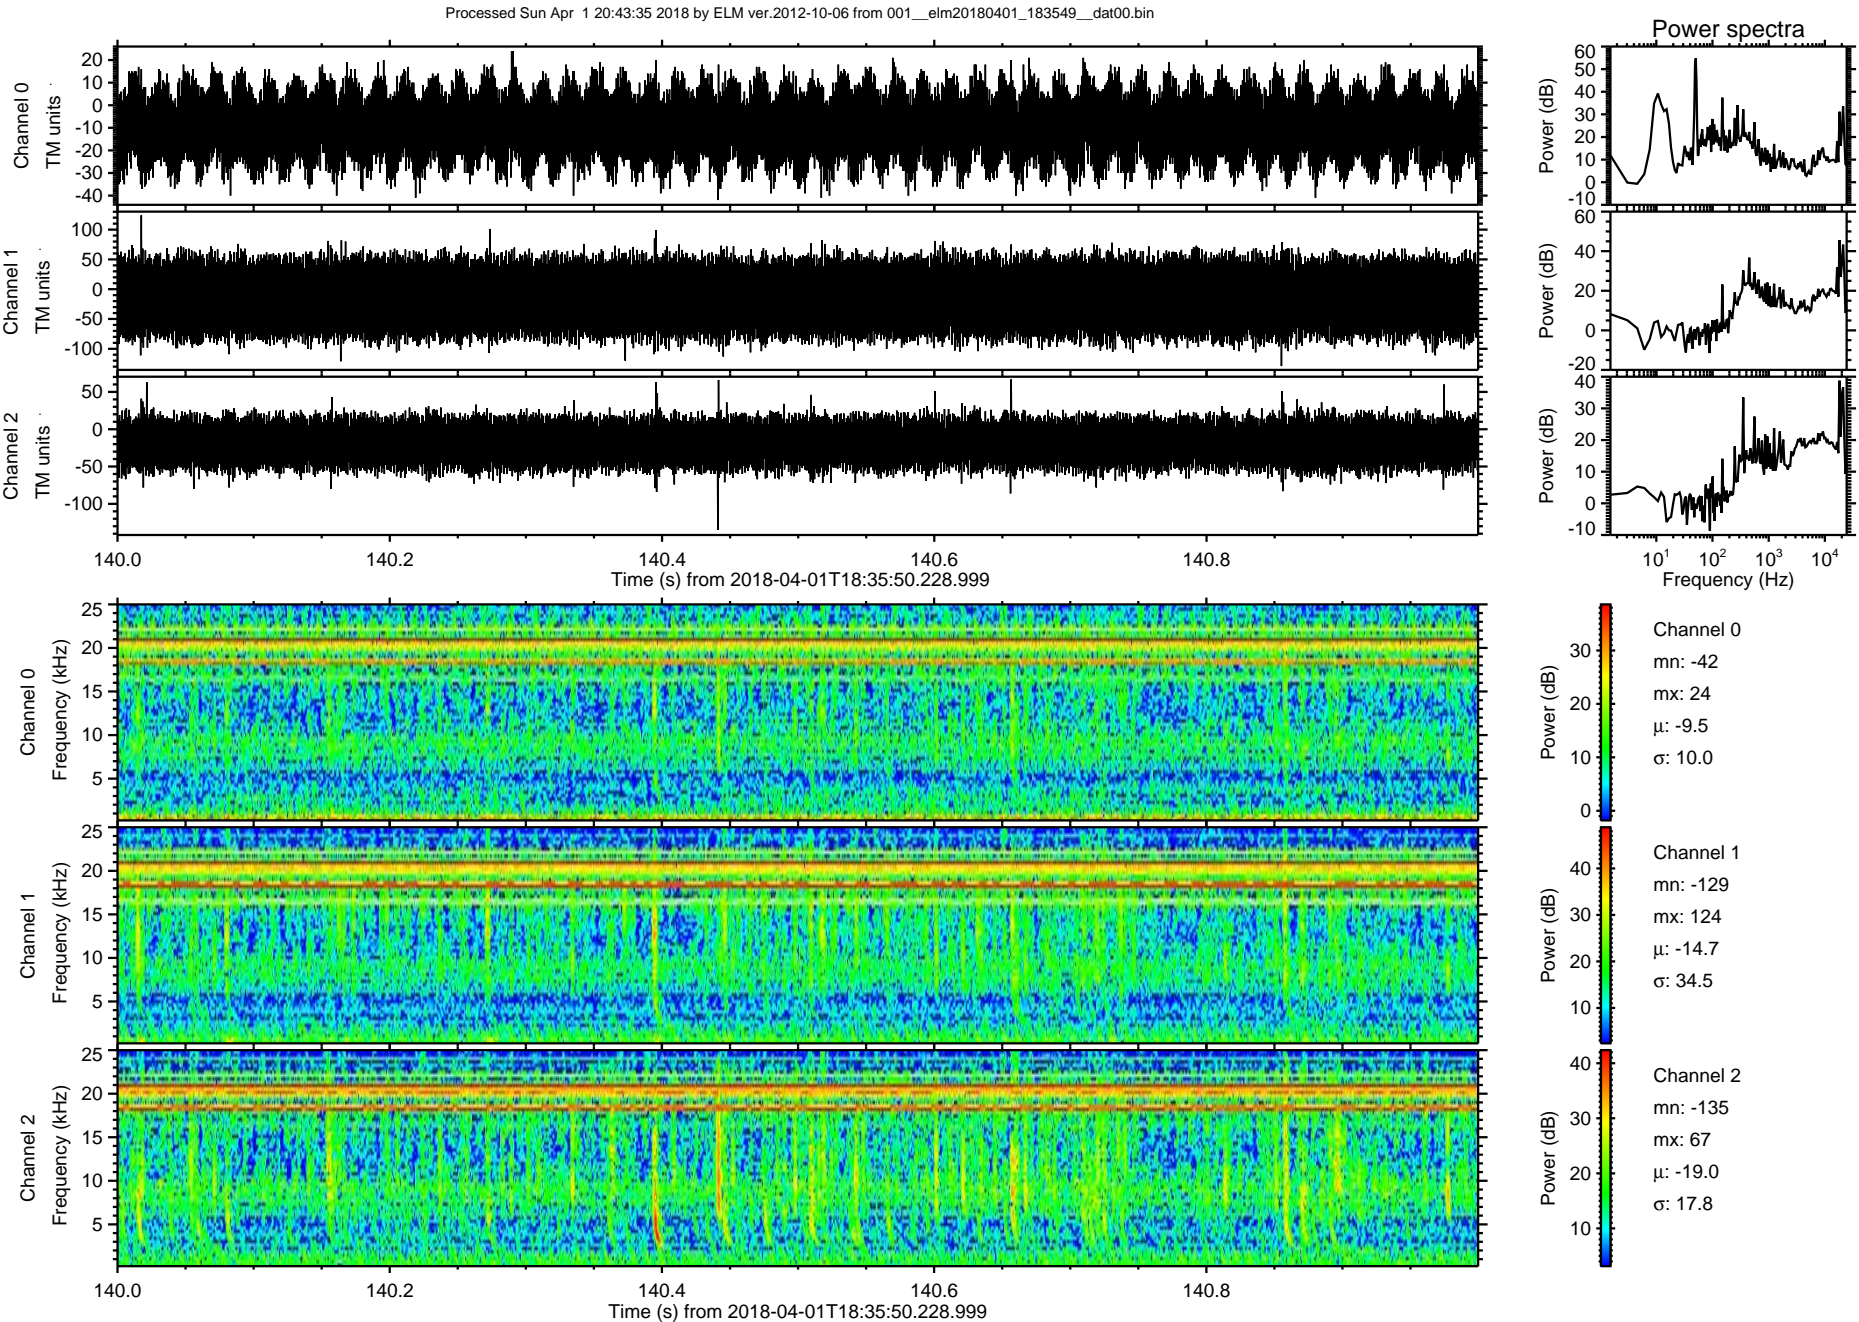 Processed Sun Apr  1 20:43:35 2018 by ELM ver.2012-10-06 from 001__elm20180401_183549__dat00.bin
Power spectra
Channel 0
TM units
20
10
0
-10
-20
-30
-40
Power (dB)
60
50
40
30
20
10
0
-10
Channel 1
TM units
100
50
0
-50
-100
Power (dB)
60
40
20
0
-20
Channel 2
TM units
50
0
-50
-100
Power (dB)
40
30
20
10
0
-10
140.0 140.2 140.4 140.6 140.8
Time (s) from 2018-04-01T18:35:50.228.999
10^1 10^2 10^3 10^4
Frequency (Hz)
Channel 0
Frequency (kHz)
25
20
15
10
5
Power (dB)
30
20
10
0
Channel 0
mn: -42
mx: 24
µ: -9.5
σ: 10.0
Channel 1
Frequency (kHz)
25
20
15
10
5
Power (dB)
40
30
20
10
Channel 1
mn: -129
mx: 124
µ: -14.7
σ: 34.5
Channel 2
Frequency (kHz)
25
20
15
10
5
Power (dB)
40
30
20
10
Channel 2
mn: -135
mx: 67
µ: -19.0
σ: 17.8
140.0 140.2 140.4 140.6 140.8
Time (s) from 2018-04-01T18:35:50.228.999